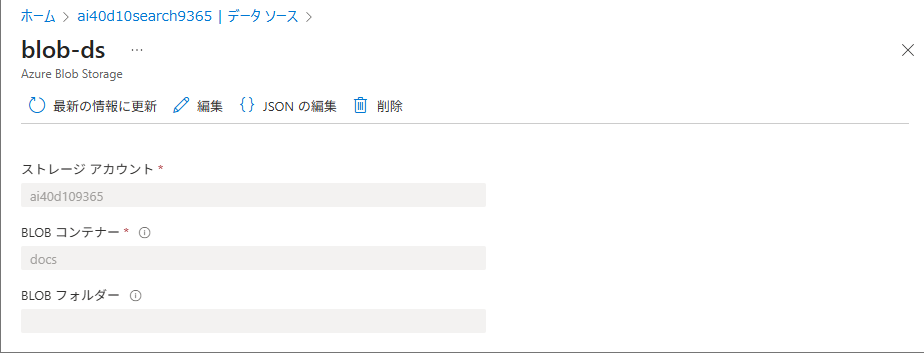 ホーム > ai40d10search9365 | データ ソース >
blob-ds ...
Azure Blob Storage
最新の情報に更新 編集 {} JSON の編集 削除
ストレージ アカウント *
ai40d109365
BLOB コンテナー *
docs
BLOB フォルダー